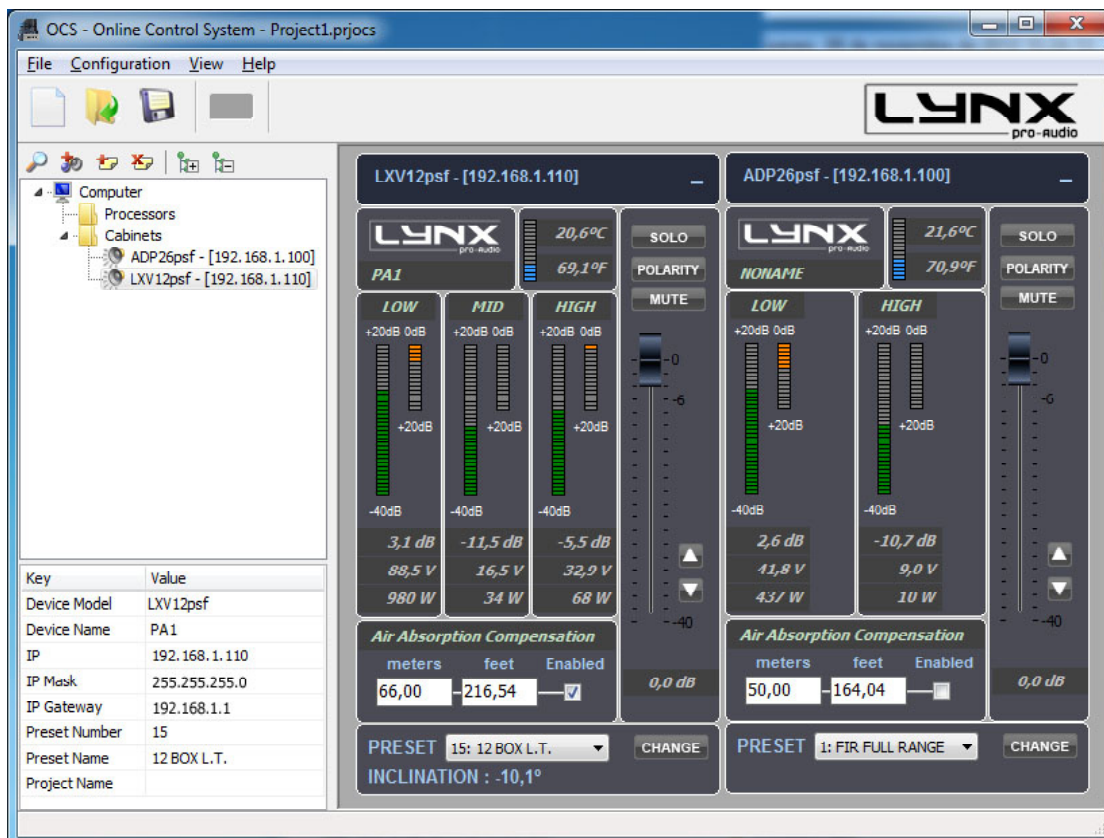 OCS - Online Control System - Project1.prjocs
File Configuration View Help
LYNX
pro-audio
Computer
Processors
Cabinets
ADP26psf - [192.168.1.100]
LXV12psf - [192.168.1.110]
Key Value
Device Model LXV12psf
Device Name PA1
IP 192.168.1.110
IP Mask 255.255.255.0
IP Gateway 192.168.1.1
Preset Number 15
Preset Name 12 BOX L.T.
Project Name
LXV12psf - [192.168.1.110]
LYNX
pro-audio
PA1
20,6ºC
69,1ºF
SOLO
POLARITY
MUTE
LOW MID HIGH
+20dB 0dB +20dB 0dB +20dB 0dB
+20dB +20dB +20dB
-40dB -40dB -40dB
3,1 dB -11,5 dB -5,5 dB
88,5 V 16,5 V 32,9 V
980 W 34 W 68 W
-0
-6
-40
0,0 dB
Air Absorption Compensation
meters feet Enabled
66,00 216,54
PRESET 15: 12 BOX L.T. CHANGE
INCLINATION : -10,1º
ADP26psf - [192.168.1.100]
LYNX
pro-audio
NONAME
21,6ºC
70,9ºF
SOLO
POLARITY
MUTE
LOW HIGH
+20dB 0dB +20dB 0dB
+20dB +20dB
-40dB -40dB
2,6 dB -10,7 dB
41,8 V 9,0 V
437 W 10 W
-0
-6
-40
0,0 dB
Air Absorption Compensation
meters feet Enabled
50,00 164,04
PRESET 1: FIR FULL RANGE CHANGE